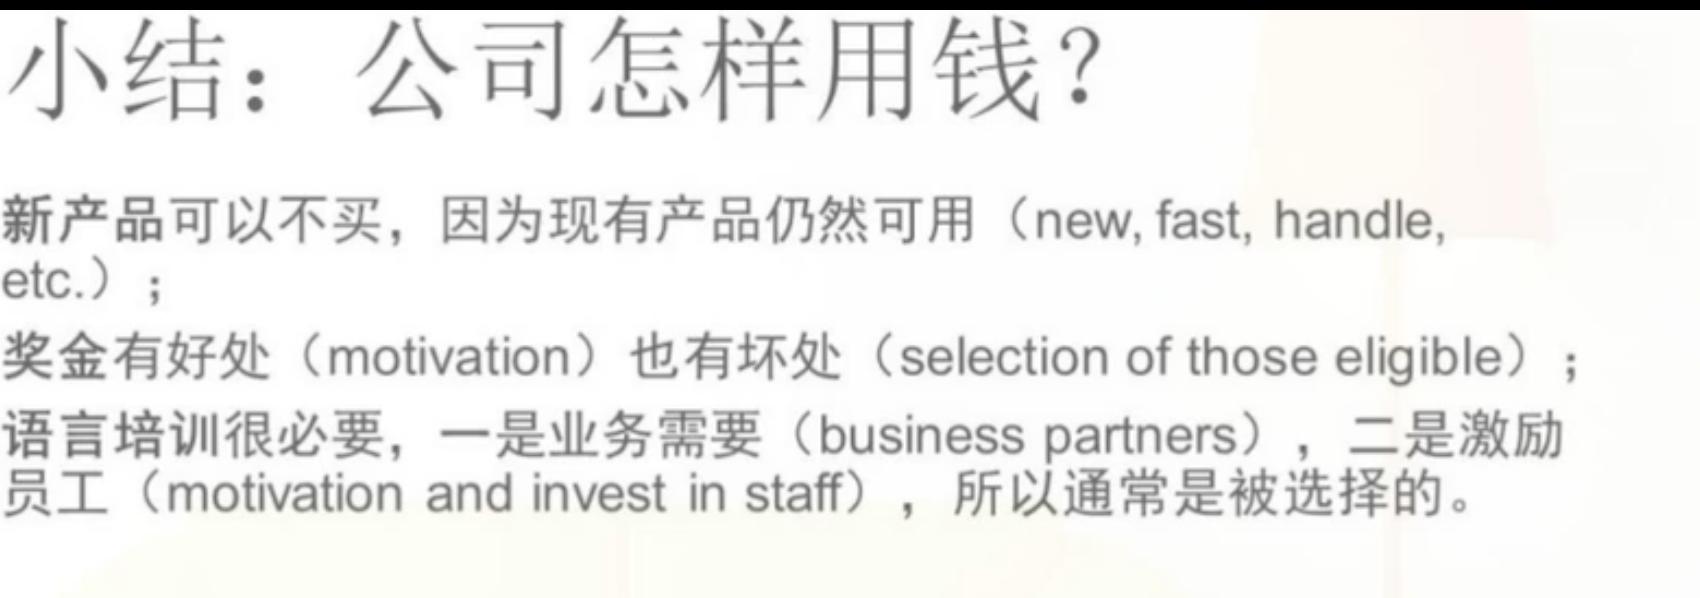 小结：公司怎样用钱？
新产品可以不买，因为现有产品仍然可用（new, fast, handle,
etc.）；
奖金有好处（motivation）也有坏处（selection of those eligible）；
语言培训很必要，一是业务需要（business partners），二是激励
员工（motivation and invest in staff），所以通常是被选择的。